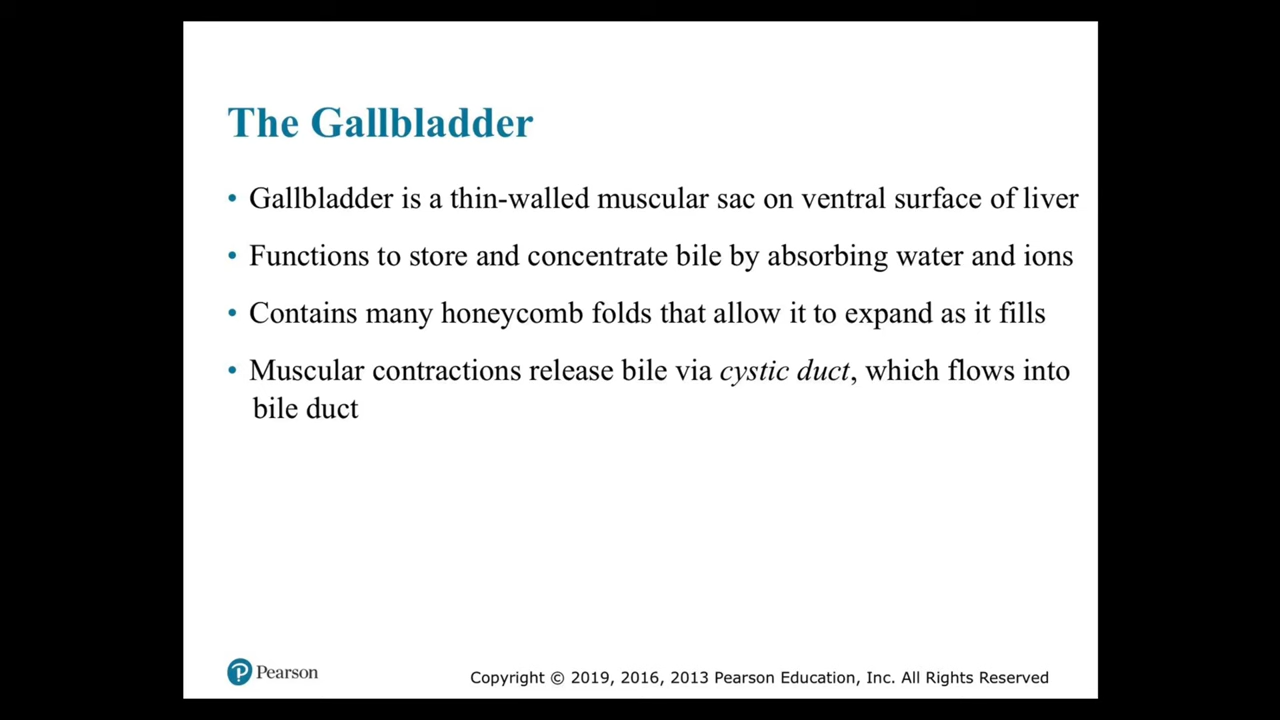 The Gallbladder
• Gallbladder is a thin-walled muscular sac on ventral surface of liver
• Functions to store and concentrate bile by absorbing water and ions
• Contains many honeycomb folds that allow it to expand as it fills
• Muscular contractions release bile via cystic duct, which flows into
bile duct
P Pearson
Copyright © 2019, 2016, 2013 Pearson Education, Inc. All Rights Reserved